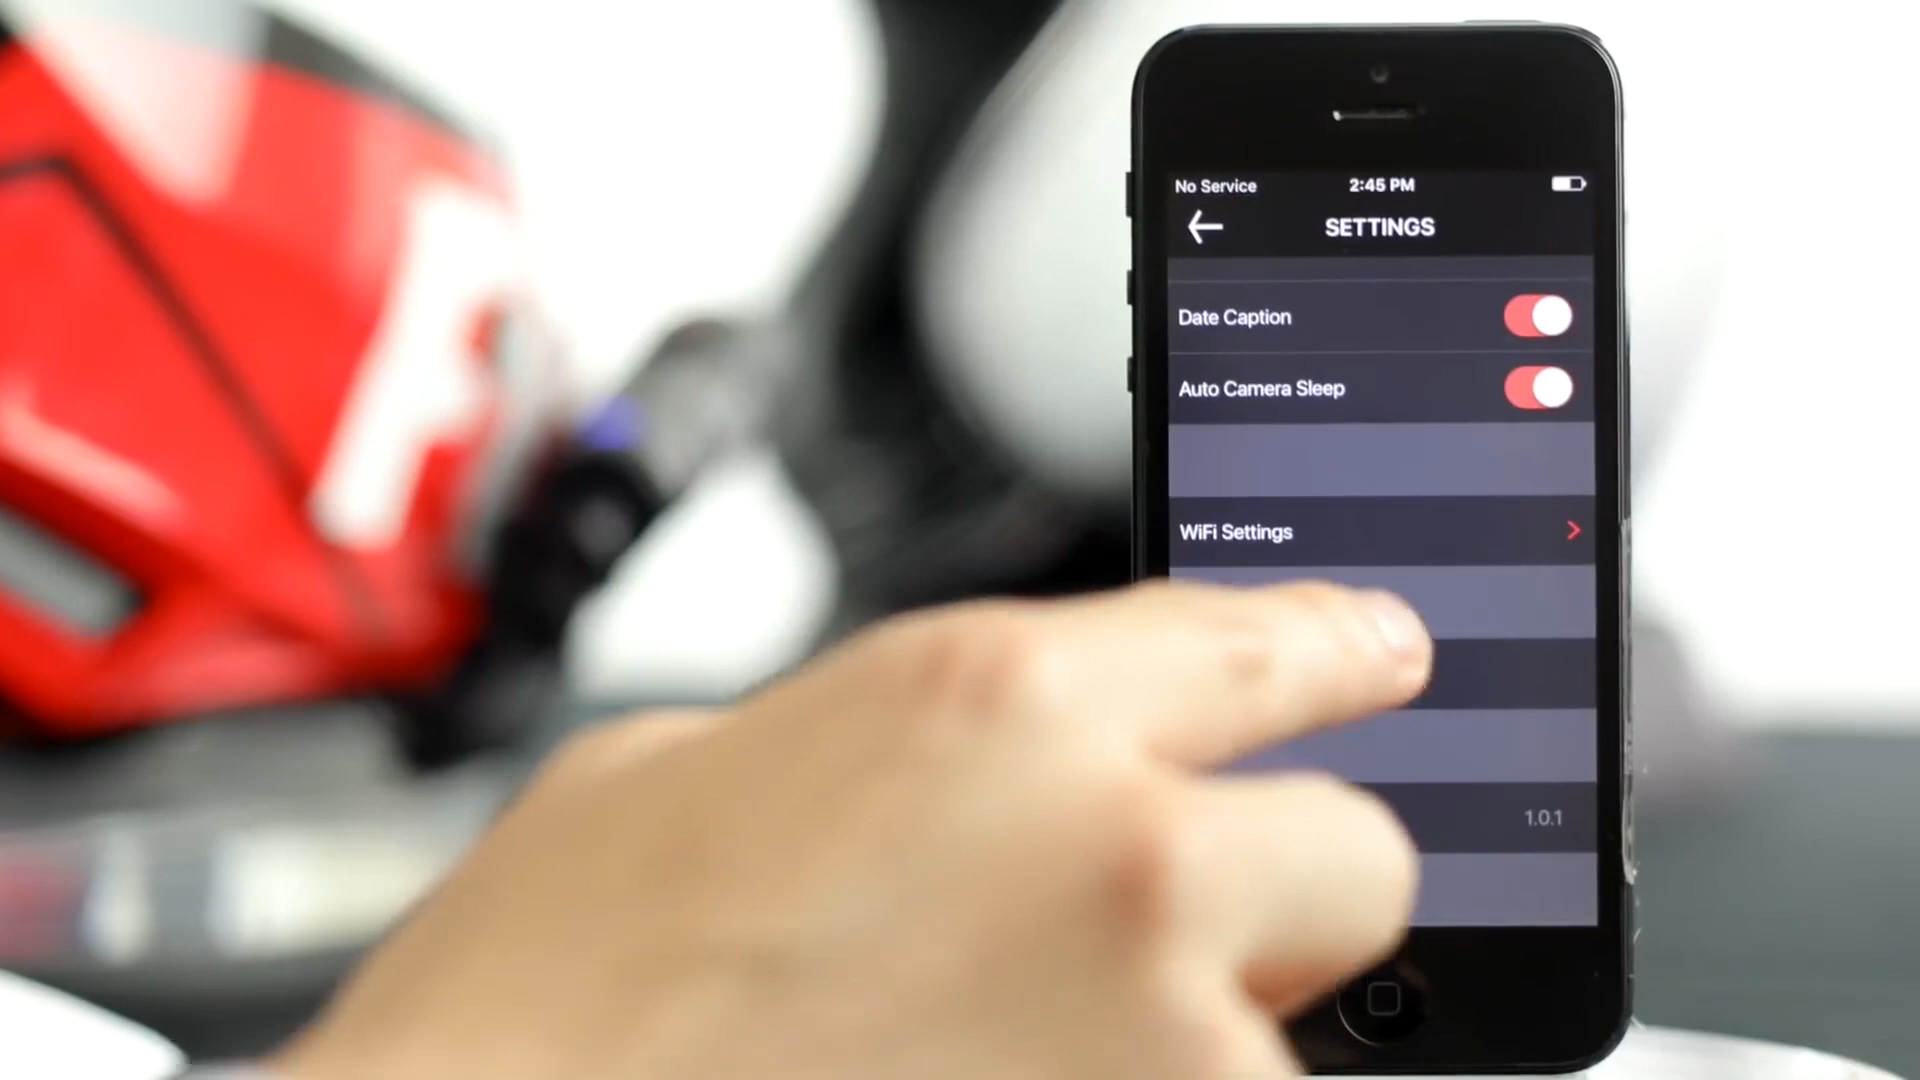 No Service 2:45 PM
SETTINGS
Date Caption
Auto Camera Sleep
WiFi Settings
1.0.1